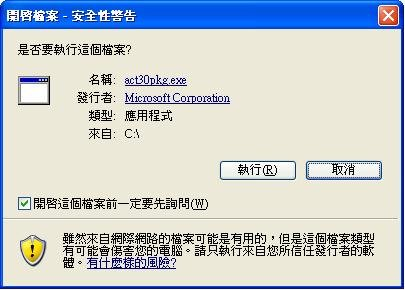 開啓檔案 - 安全性警告
是否要執行這個檔案?
名稱: act30pkg.exe
發行者: Microsoft Corporation
類型: 應用程式
來自: C:\
執行(R)
取消
開啓這個檔案前一定要先詢問(W)
雖然來自網際網路的檔案可能是有用的，但是這個檔案類型
有可能會傷害您的電腦。請只執行來自您所信任發行者的軟
體。有什麼樣的風險?